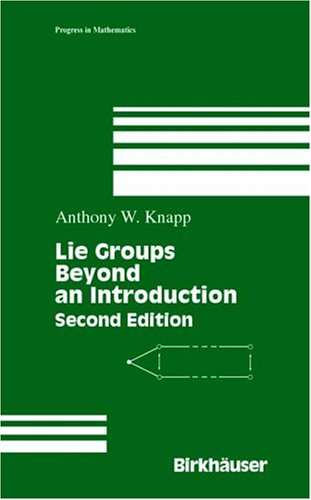 Progress in Mathematics
Anthony W. Knapp
Lie Groups
Beyond
an Introduction
Second Edition
Birkhäuser